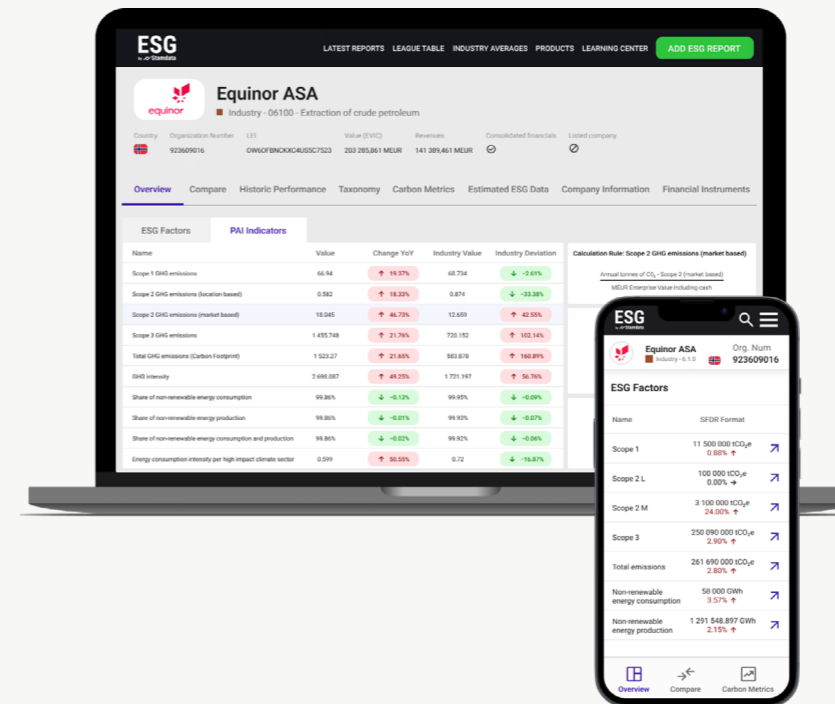 ESG
by Stamdata
LATEST REPORTS LEAGUE TABLE INDUSTRY AVERAGES PRODUCTS LEARNING CENTER ADD ESG REPORT
equinor
Equinor ASA
Industry - 06100 - Extraction of crude petroleum
Country Organization Number LEI Value (EVIC) Revenues Consolidated financials Listed company
923609016 OW6OFBNCKXC4US5C7523 203 285,861 MEUR 141 389,461 MEUR
Overview Compare Historic Performance Taxonomy Carbon Metrics Estimated ESG Data Company Information Financial Instruments
ESG Factors PAI Indicators
Name Value Change YoY Industry Value Industry Deviation
Scope 1 GHG emissions 66.94 ↑ 19.37% 68.734 ↓ -2.61%
Scope 2 GHG emissions (location based) 0.582 ↑ 18.33% 0.874 ↓ -33.38%
Scope 2 GHG emissions (market based) 18.045 ↑ 46.73% 12.659 ↑ 42.55%
Scope 3 GHG emissions 1 455.748 ↑ 21.76% 720.152 ↑ 102.14%
Total GHG emissions (Carbon Footprint) 1 523.27 ↑ 21.65% 583.878 ↑ 160.89%
GHG intensity 2 698.087 ↑ 49.25% 1 721.197 ↑ 56.76%
Share of non-renewable energy consumption 99.86% ↓ -0.13% 99.95% ↓ -0.09%
Share of non-renewable energy production 99.86% ↓ -0.01% 99.93% ↓ -0.07%
Share of non-renewable energy consumption and production 99.86% ↓ -0.02% 99.92% ↓ -0.06%
Energy consumption intensity per high impact climate sector 0.599 ↑ 50.55% 0.72 ↓ -16.87%
Calculation Rule: Scope 2 GHG emissions (market based)
Annual tonnes of CO₂ - Scope 2 (market based)
MEUR Enterprise Value including cash
ESG
by Stamdata
Equinor ASA
Industry - 6.1.0
Org. Num
923609016
ESG Factors
Name SFDR Format
Scope 1 11 500 000 tCO₂e
0.88% ↑
Scope 2 L 100 000 tCO₂e
0.00% →
Scope 2 M 3 100 000 tCO₂e
24.00% ↑
Scope 3 250 090 000 tCO₂e
2.90% ↑
Total emissions 261 690 000 tCO₂e
2.80% ↑
Non-renewable energy consumption 58 000 GWh
3.57% ↑
Non-renewable energy production 1 291 548.897 GWh
2.15% ↑
Overview Compare Carbon Metrics